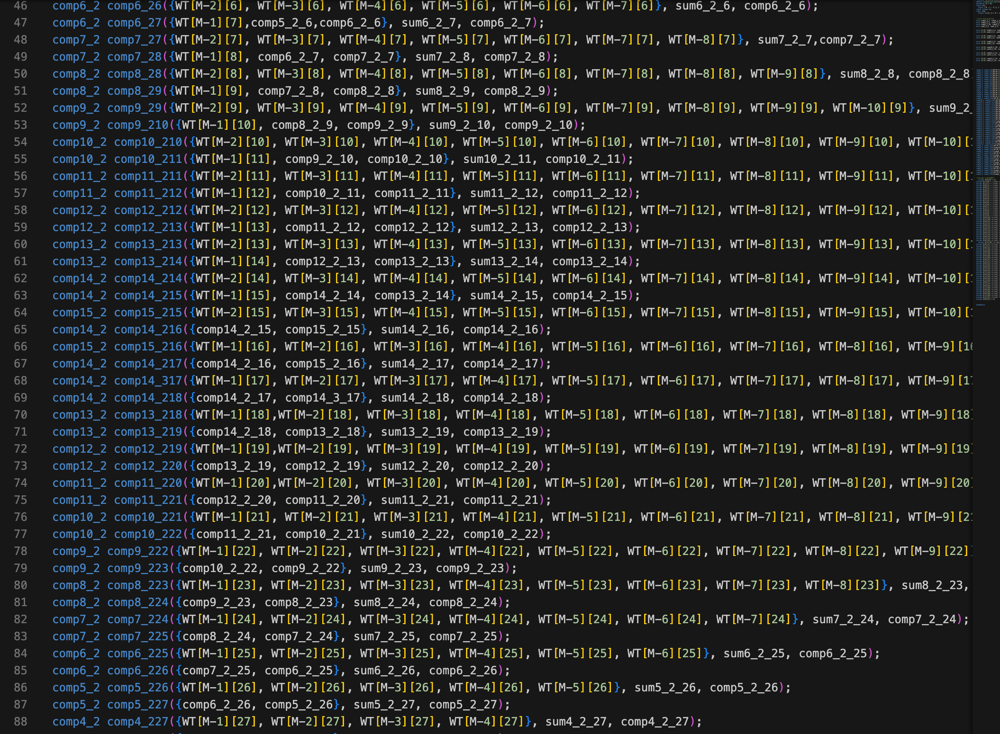 46 comp6_2 comp6_26({WT[M-2][6], WT[M-3][6], WT[M-4][6], WT[M-5][6], WT[M-6][6], WT[M-7][6]}, sum6_2_6, comp6_2_6);
47 comp6_2 comp6_27({WT[M-1][7],comp5_2_6,comp6_2_6}, sum6_2_7, comp6_2_7);
48 comp7_2 comp7_27({WT[M-2][7], WT[M-3][7], WT[M-4][7], WT[M-5][7], WT[M-6][7], WT[M-7][7], WT[M-8][7]}, sum7_2_7,comp7_2_7);
49 comp7_2 comp7_28({WT[M-1][8], comp6_2_7, comp7_2_7}, sum7_2_8, comp7_2_8);
50 comp8_2 comp8_28({WT[M-2][8], WT[M-3][8], WT[M-4][8], WT[M-5][8], WT[M-6][8], WT[M-7][8], WT[M-8][8], WT[M-9][8]}, sum8_2_8, comp8_2_8
51 comp8_2 comp8_29({WT[M-1][9], comp7_2_8, comp8_2_8}, sum8_2_9, comp8_2_9);
52 comp9_2 comp9_29({WT[M-2][9], WT[M-3][9], WT[M-4][9], WT[M-5][9], WT[M-6][9], WT[M-7][9], WT[M-8][9], WT[M-9][9], WT[M-10][9]}, sum9_2_
53 comp9_2 comp9_210({WT[M-1][10], comp8_2_9, comp9_2_9}, sum9_2_10, comp9_2_10);
54 comp10_2 comp10_210({WT[M-2][10], WT[M-3][10], WT[M-4][10], WT[M-5][10], WT[M-6][10], WT[M-7][10], WT[M-8][10], WT[M-9][10], WT[M-10][
55 comp10_2 comp10_211({WT[M-1][11], comp9_2_10, comp10_2_10}, sum10_2_11, comp10_2_11);
56 comp11_2 comp11_211({WT[M-2][11], WT[M-3][11], WT[M-4][11], WT[M-5][11], WT[M-6][11], WT[M-7][11], WT[M-8][11], WT[M-9][11], WT[M-10][
57 comp11_2 comp11_212({WT[M-1][12], comp10_2_11, comp11_2_11}, sum11_2_12, comp11_2_12);
58 comp12_2 comp12_212({WT[M-2][12], WT[M-3][12], WT[M-4][12], WT[M-5][12], WT[M-6][12], WT[M-7][12], WT[M-8][12], WT[M-9][12], WT[M-10][
59 comp12_2 comp12_213({WT[M-1][13], comp11_2_12, comp12_2_12}, sum12_2_13, comp12_2_13);
60 comp13_2 comp13_213({WT[M-2][13], WT[M-3][13], WT[M-4][13], WT[M-5][13], WT[M-6][13], WT[M-7][13], WT[M-8][13], WT[M-9][13], WT[M-10][
61 comp13_2 comp13_214({WT[M-1][14], comp12_2_13, comp13_2_13}, sum13_2_14, comp13_2_14);
62 comp14_2 comp14_214({WT[M-2][14], WT[M-3][14], WT[M-4][14], WT[M-5][14], WT[M-6][14], WT[M-7][14], WT[M-8][14], WT[M-9][14], WT[M-10][
63 comp14_2 comp14_215({WT[M-1][15], comp14_2_14, comp13_2_14}, sum14_2_15, comp14_2_15);
64 comp15_2 comp15_215({WT[M-2][15], WT[M-3][15], WT[M-4][15], WT[M-5][15], WT[M-6][15], WT[M-7][15], WT[M-8][15], WT[M-9][15], WT[M-10][
65 comp14_2 comp14_216({comp14_2_15, comp15_2_15}, sum14_2_16, comp14_2_16);
66 comp15_2 comp15_216({WT[M-1][16], WT[M-2][16], WT[M-3][16], WT[M-4][16], WT[M-5][16], WT[M-6][16], WT[M-7][16], WT[M-8][16], WT[M-9][16
67 comp14_2 comp14_217({comp14_2_16, comp15_2_16}, sum14_2_17, comp14_2_17);
68 comp14_2 comp14_317({WT[M-1][17], WT[M-2][17], WT[M-3][17], WT[M-4][17], WT[M-5][17], WT[M-6][17], WT[M-7][17], WT[M-8][17], WT[M-9][17
69 comp14_2 comp14_218({comp14_2_17, comp14_3_17}, sum14_2_18, comp14_2_18);
70 comp13_2 comp13_218({WT[M-1][18],WT[M-2][18], WT[M-3][18], WT[M-4][18], WT[M-5][18], WT[M-6][18], WT[M-7][18], WT[M-8][18], WT[M-9][18]
71 comp13_2 comp13_219({comp14_2_18, comp13_2_18}, sum13_2_19, comp13_2_19);
72 comp12_2 comp12_219({WT[M-1][19],WT[M-2][19], WT[M-3][19], WT[M-4][19], WT[M-5][19], WT[M-6][19], WT[M-7][19], WT[M-8][19], WT[M-9][19]
73 comp12_2 comp12_220({comp13_2_19, comp12_2_19}, sum12_2_20, comp12_2_20);
74 comp11_2 comp11_220({WT[M-1][20],WT[M-2][20], WT[M-3][20], WT[M-4][20], WT[M-5][20], WT[M-6][20], WT[M-7][20], WT[M-8][20], WT[M-9][20]
75 comp11_2 comp11_221({comp12_2_20, comp11_2_20}, sum11_2_21, comp11_2_21);
76 comp10_2 comp10_221({WT[M-1][21], WT[M-2][21], WT[M-3][21], WT[M-4][21], WT[M-5][21], WT[M-6][21], WT[M-7][21], WT[M-8][21], WT[M-9][21
77 comp10_2 comp10_222({comp11_2_21, comp10_2_21}, sum10_2_22, comp10_2_22);
78 comp9_2 comp9_222({WT[M-1][22], WT[M-2][22], WT[M-3][22], WT[M-4][22], WT[M-5][22], WT[M-6][22], WT[M-7][22], WT[M-8][22], WT[M-9][22]
79 comp9_2 comp9_223({comp10_2_22, comp9_2_22}, sum9_2_23, comp9_2_23);
80 comp8_2 comp8_223({WT[M-1][23], WT[M-2][23], WT[M-3][23], WT[M-4][23], WT[M-5][23], WT[M-6][23], WT[M-7][23], WT[M-8][23]}, sum8_2_23,
81 comp8_2 comp8_224({comp9_2_23, comp8_2_23}, sum8_2_24, comp8_2_24);
82 comp7_2 comp7_224({WT[M-1][24], WT[M-2][24], WT[M-3][24], WT[M-4][24], WT[M-5][24], WT[M-6][24], WT[M-7][24]}, sum7_2_24, comp7_2_24);
83 comp7_2 comp7_225({comp8_2_24, comp7_2_24}, sum7_2_25, comp7_2_25);
84 comp6_2 comp6_225({WT[M-1][25], WT[M-2][25], WT[M-3][25], WT[M-4][25], WT[M-5][25], WT[M-6][25]}, sum6_2_25, comp6_2_25);
85 comp6_2 comp6_226({comp7_2_25, comp6_2_25}, sum6_2_26, comp6_2_26);
86 comp5_2 comp5_226({WT[M-1][26], WT[M-2][26], WT[M-3][26], WT[M-4][26], WT[M-5][26]}, sum5_2_26, comp5_2_26);
87 comp5_2 comp5_227({comp6_2_26, comp5_2_26}, sum5_2_27, comp5_2_27);
88 comp4_2 comp4_227({WT[M-1][27], WT[M-2][27], WT[M-3][27], WT[M-4][27]}, sum4_2_27, comp4_2_27);